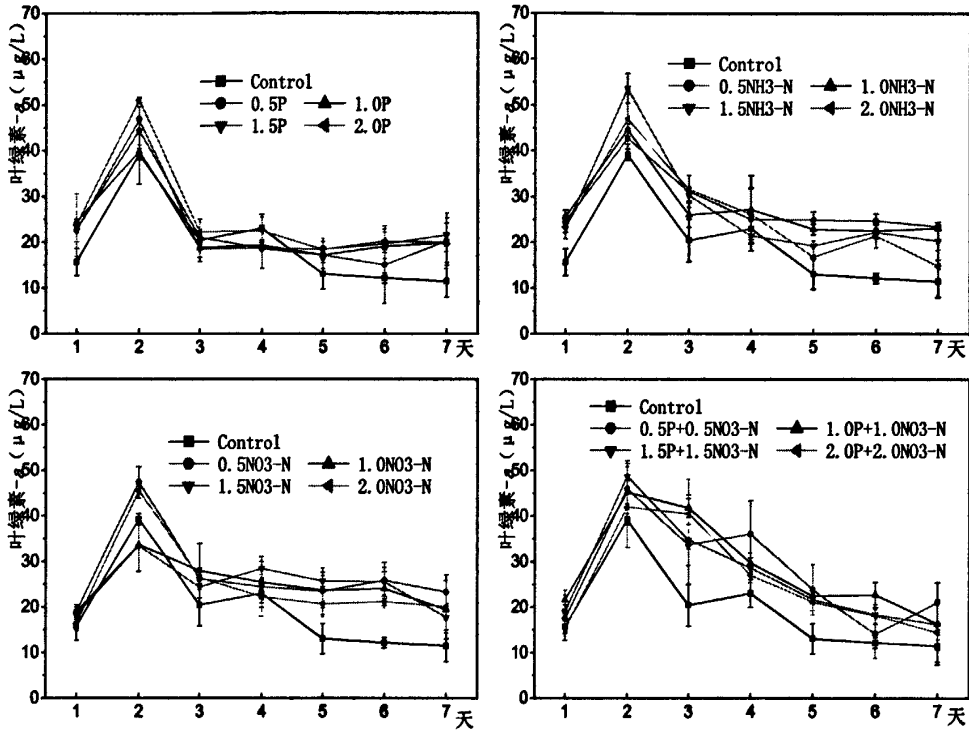 叶绿素-a (μg/L)
70
60
50
40
30
20
10
0
Control
0.5P 1.0P
1.5P 2.0P
1 2 3 4 5 6 7 天
叶绿素-a (μg/L)
70
60
50
40
30
20
10
0
Control
0.5NH3-N 1.0NH3-N
1.5NH3-N 2.0NH3-N
1 2 3 4 5 6 7 天
叶绿素-a (μg/L)
70
60
50
40
30
20
10
0
Control
0.5NO3-N 1.0NO3-N
1.5NO3-N 2.0NO3-N
1 2 3 4 5 6 7 天
叶绿素-a (μg/L)
70
60
50
40
30
20
10
0
Control
0.5P+0.5NO3-N 1.0P+1.0NO3-N
1.5P+1.5NO3-N 2.0P+2.0NO3-N
1 2 3 4 5 6 7 天